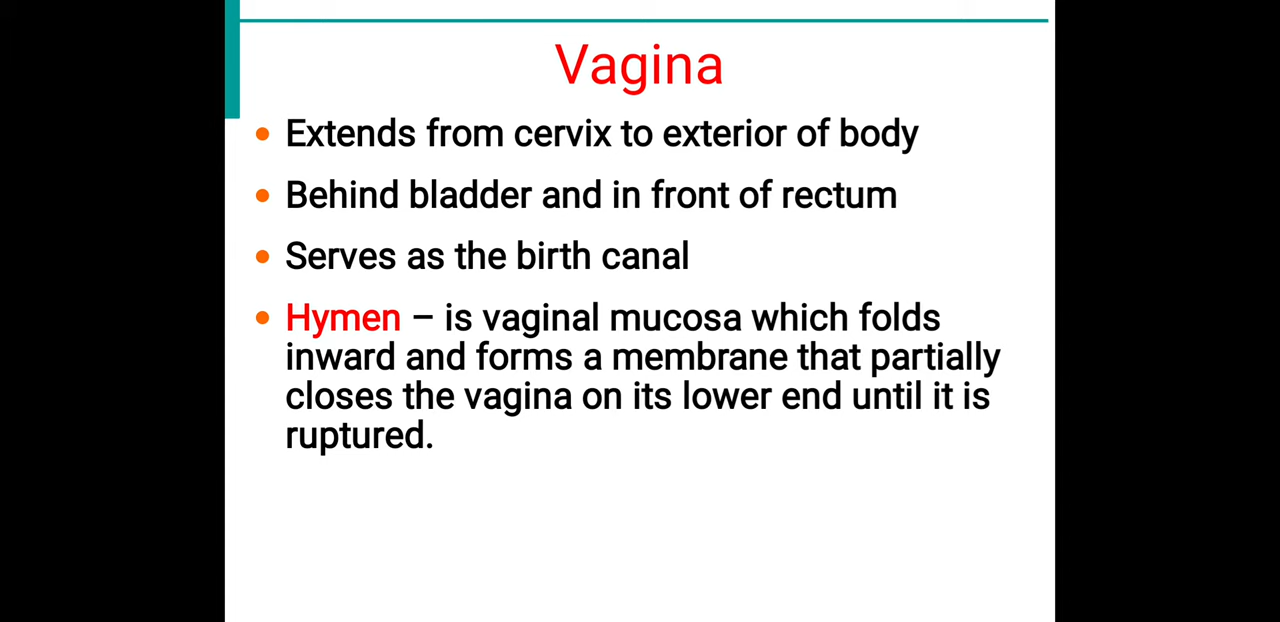 Vagina
• Extends from cervix to exterior of body
• Behind bladder and in front of rectum
• Serves as the birth canal
• Hymen – is vaginal mucosa which folds
inward and forms a membrane that partially
closes the vagina on its lower end until it is
ruptured.